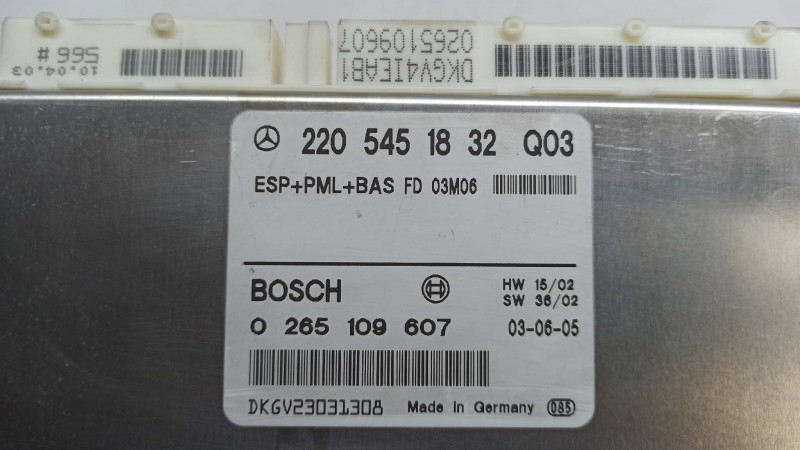 566 #
10.04.03
DKGV4IEAB1
0265109607
220 545 18 32 Q03
ESP+PML+BAS FD 03M06
BOSCH
HW 15/02
SW 36/02
0 265 109 607
03-06-05
DKGV23031308
Made in Germany
085